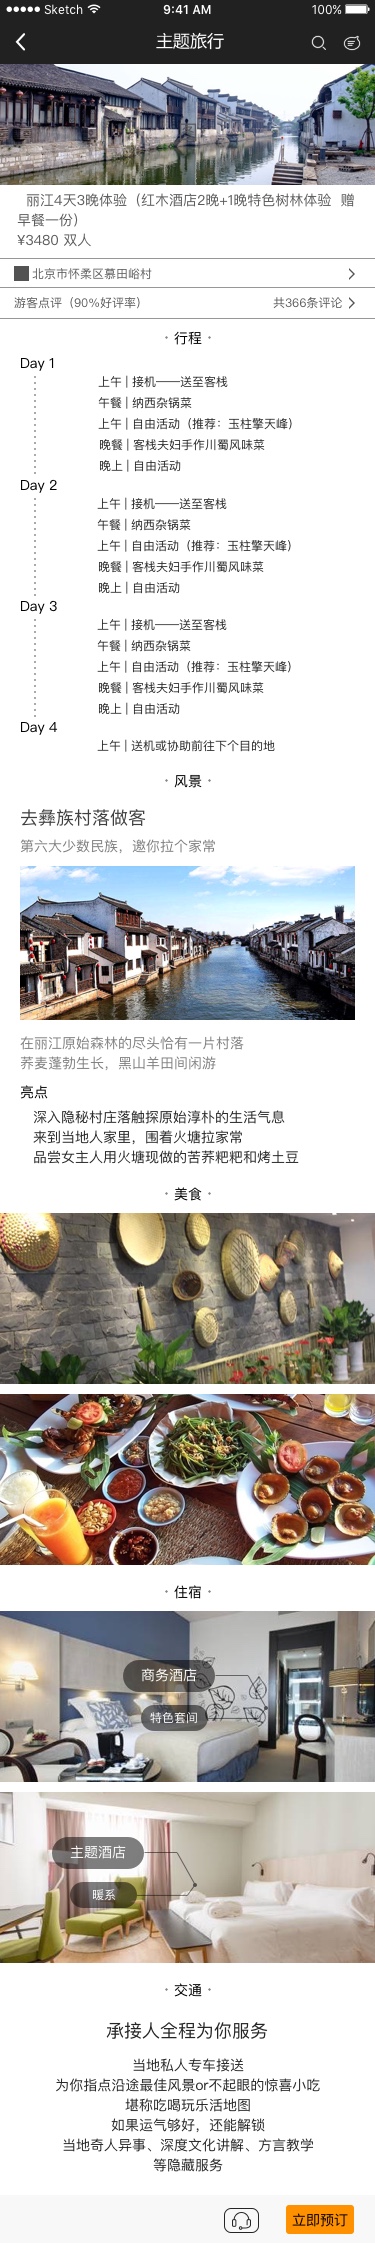 Sketch 9:41 AM 100%
主题旅行
丽江4天3晚体验（红木酒店2晚+1晚特色树林体验 赠
早餐一份）
¥3480 双人
北京市怀柔区慕田峪村
游客点评（90%好评率） 共366条评论
· 行程 ·
Day 1
上午 | 接机——送至客栈
午餐 | 纳西杂锅菜
上午 | 自由活动（推荐：玉柱擎天峰）
晚餐 | 客栈夫妇手作川蜀风味菜
晚上 | 自由活动
Day 2
上午 | 接机——送至客栈
午餐 | 纳西杂锅菜
上午 | 自由活动（推荐：玉柱擎天峰）
晚餐 | 客栈夫妇手作川蜀风味菜
晚上 | 自由活动
Day 3
上午 | 接机——送至客栈
午餐 | 纳西杂锅菜
上午 | 自由活动（推荐：玉柱擎天峰）
晚餐 | 客栈夫妇手作川蜀风味菜
晚上 | 自由活动
Day 4
上午 | 送机或协助前往下个目的地
· 风景 ·
去彝族村落做客
第六大少数民族，邀你拉个家常
在丽江原始森林的尽头恰有一片村落
荞麦蓬勃生长，黑山羊田间闲游
亮点
深入隐秘村庄落触探原始淳朴的生活气息
来到当地人家里，围着火塘拉家常
品尝女主人用火塘现做的苦荞粑粑和烤土豆
· 美食 ·
· 住宿 ·
商务酒店
特色套间
主题酒店
暖系
· 交通 ·
承接人全程为你服务
当地私人专车接送
为你指点沿途最佳风景or不起眼的惊喜小吃
堪称吃喝玩乐活地图
如果运气够好，还能解锁
当地奇人异事、深度文化讲解、方言教学
等隐藏服务
立即预订